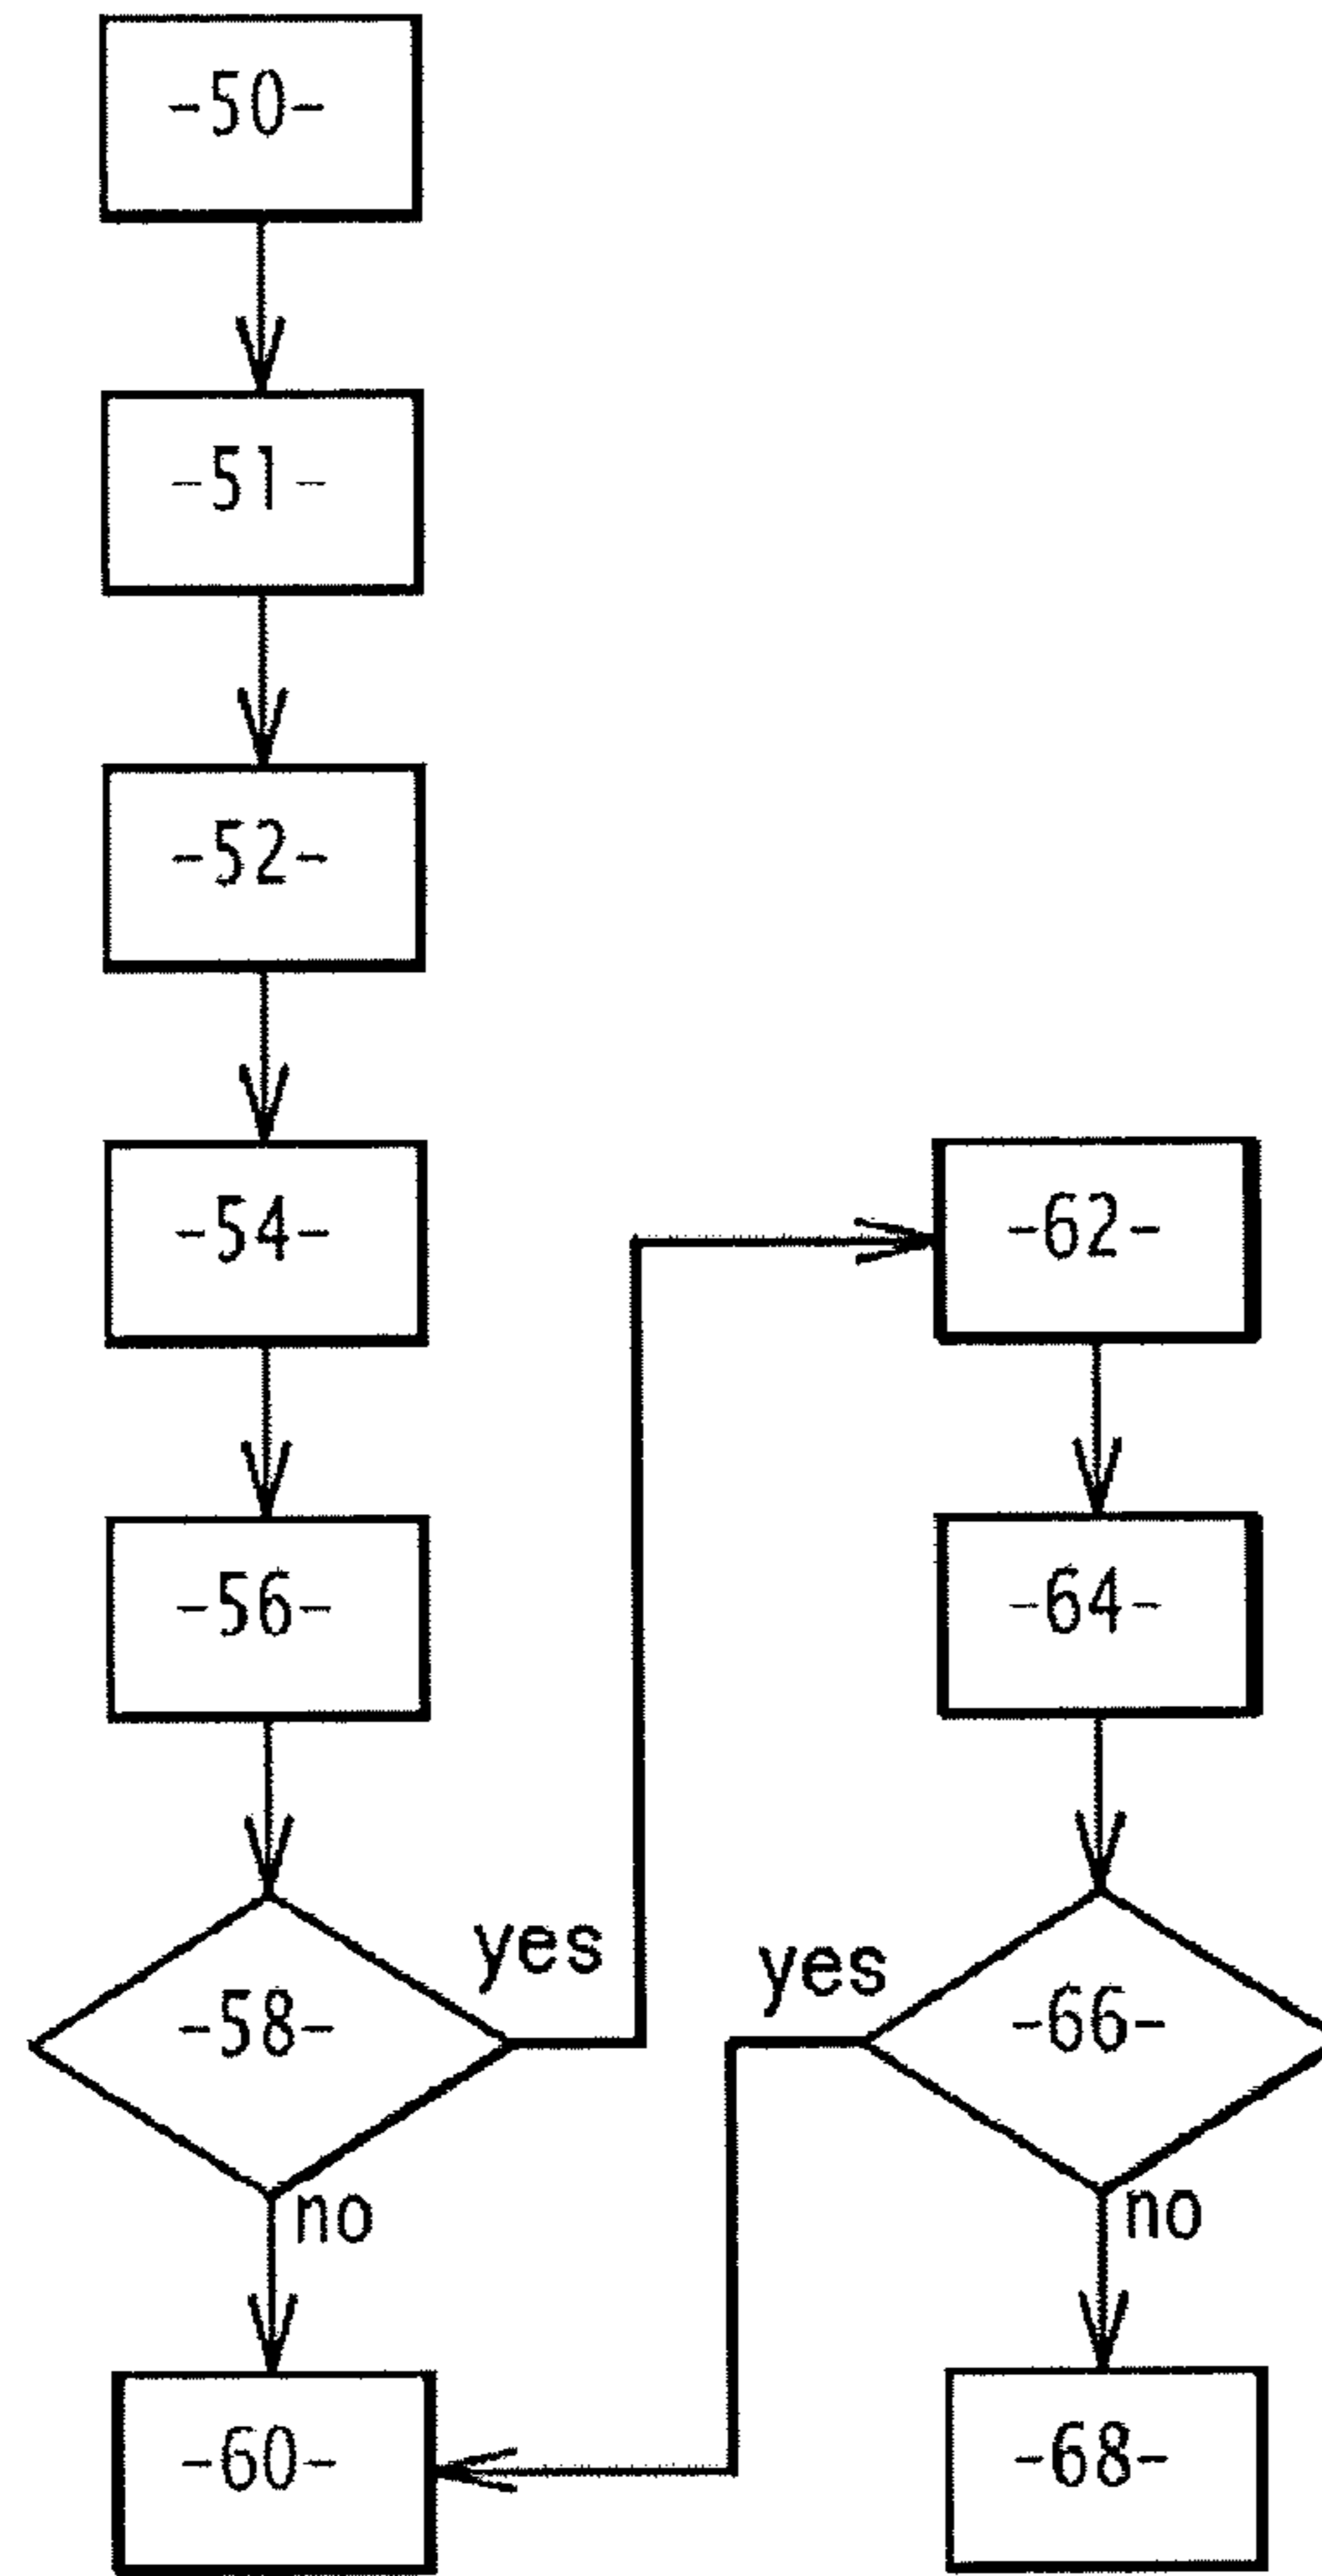 -50-
-51-
-52-
-54-
-56-
-58-
yes
no
-60-
-62-
-64-
-66-
yes
no
-68-